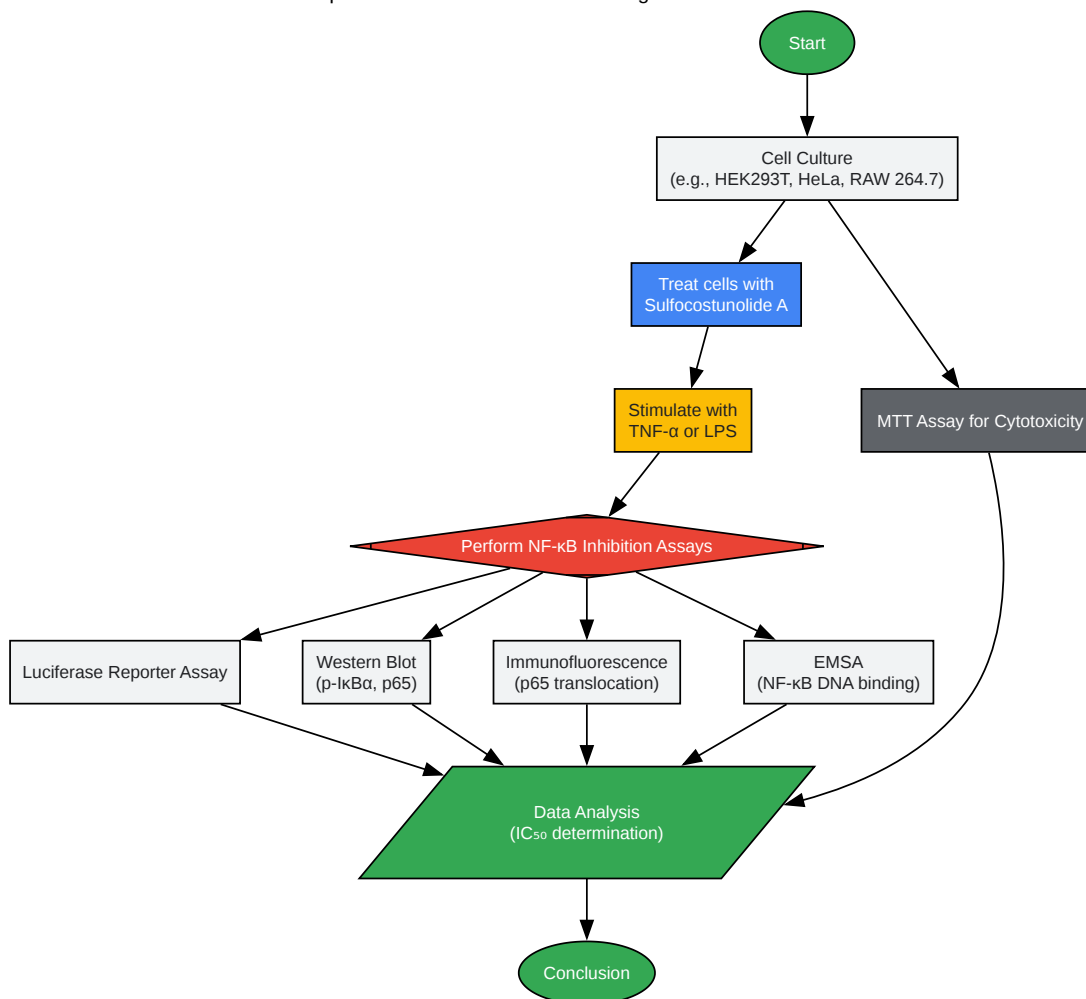 Start
Cell Culture
(e.g., HEK293T, HeLa, RAW 264.7)
Treat cells with
Sulfocostunolide A
Stimulate with
TNF-α or LPS
MTT Assay for Cytotoxicity
Perform NF-κB Inhibition Assays
Luciferase Reporter Assay
Western Blot
(p-IκBα, p65)
Immunofluorescence
(p65 translocation)
EMSA
(NF-κB DNA binding)
Data Analysis
(IC₅₀ determination)
Conclusion